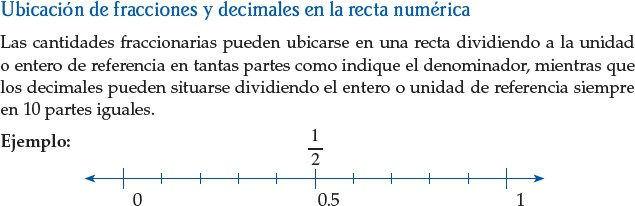 Ubicación de fracciones y decimales en la recta numérica
Las cantidades fraccionarias pueden ubicarse en una recta dividiendo a la unidad
o entero de referencia en tantas partes como indique el denominador, mientras que
los decimales pueden situarse dividiendo el entero o unidad de referencia siempre
en 10 partes iguales.
Ejemplo:
1
2
0 0.5 1